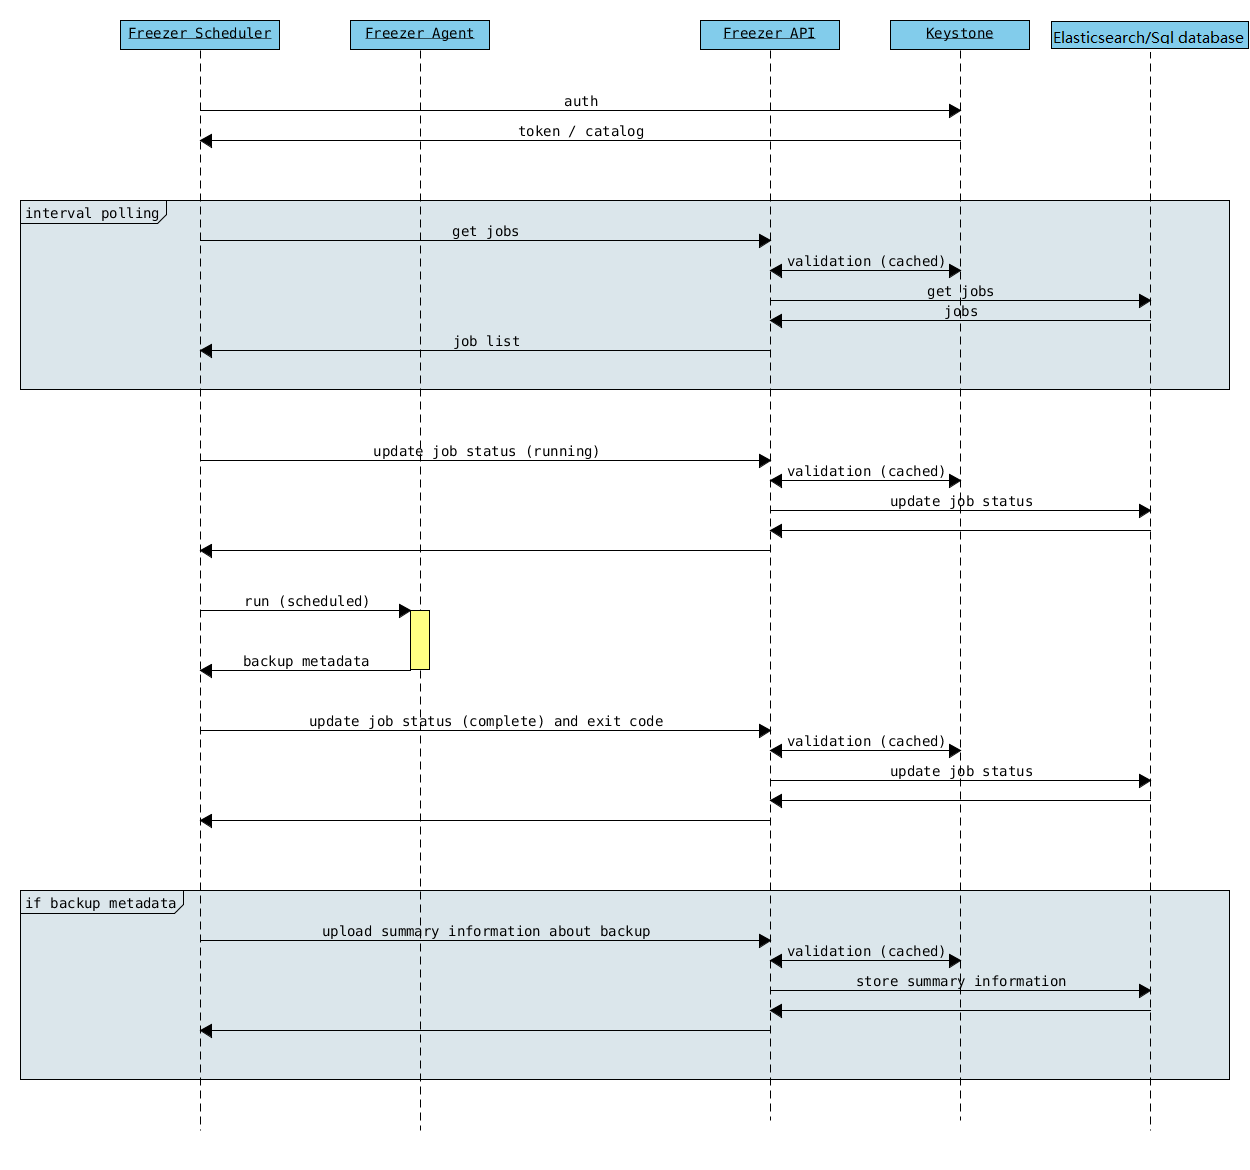 Freezer Scheduler
Freezer Agent
Freezer API
Keystone
Elasticsearch/Sql database
auth
token / catalog
interval polling
get jobs
validation (cached)
get jobs
jobs
job list
update job status (running)
validation (cached)
update job status
run (scheduled)
backup metadata
update job status (complete) and exit code
validation (cached)
update job status
if backup metadata
upload summary information about backup
validation (cached)
store summary information